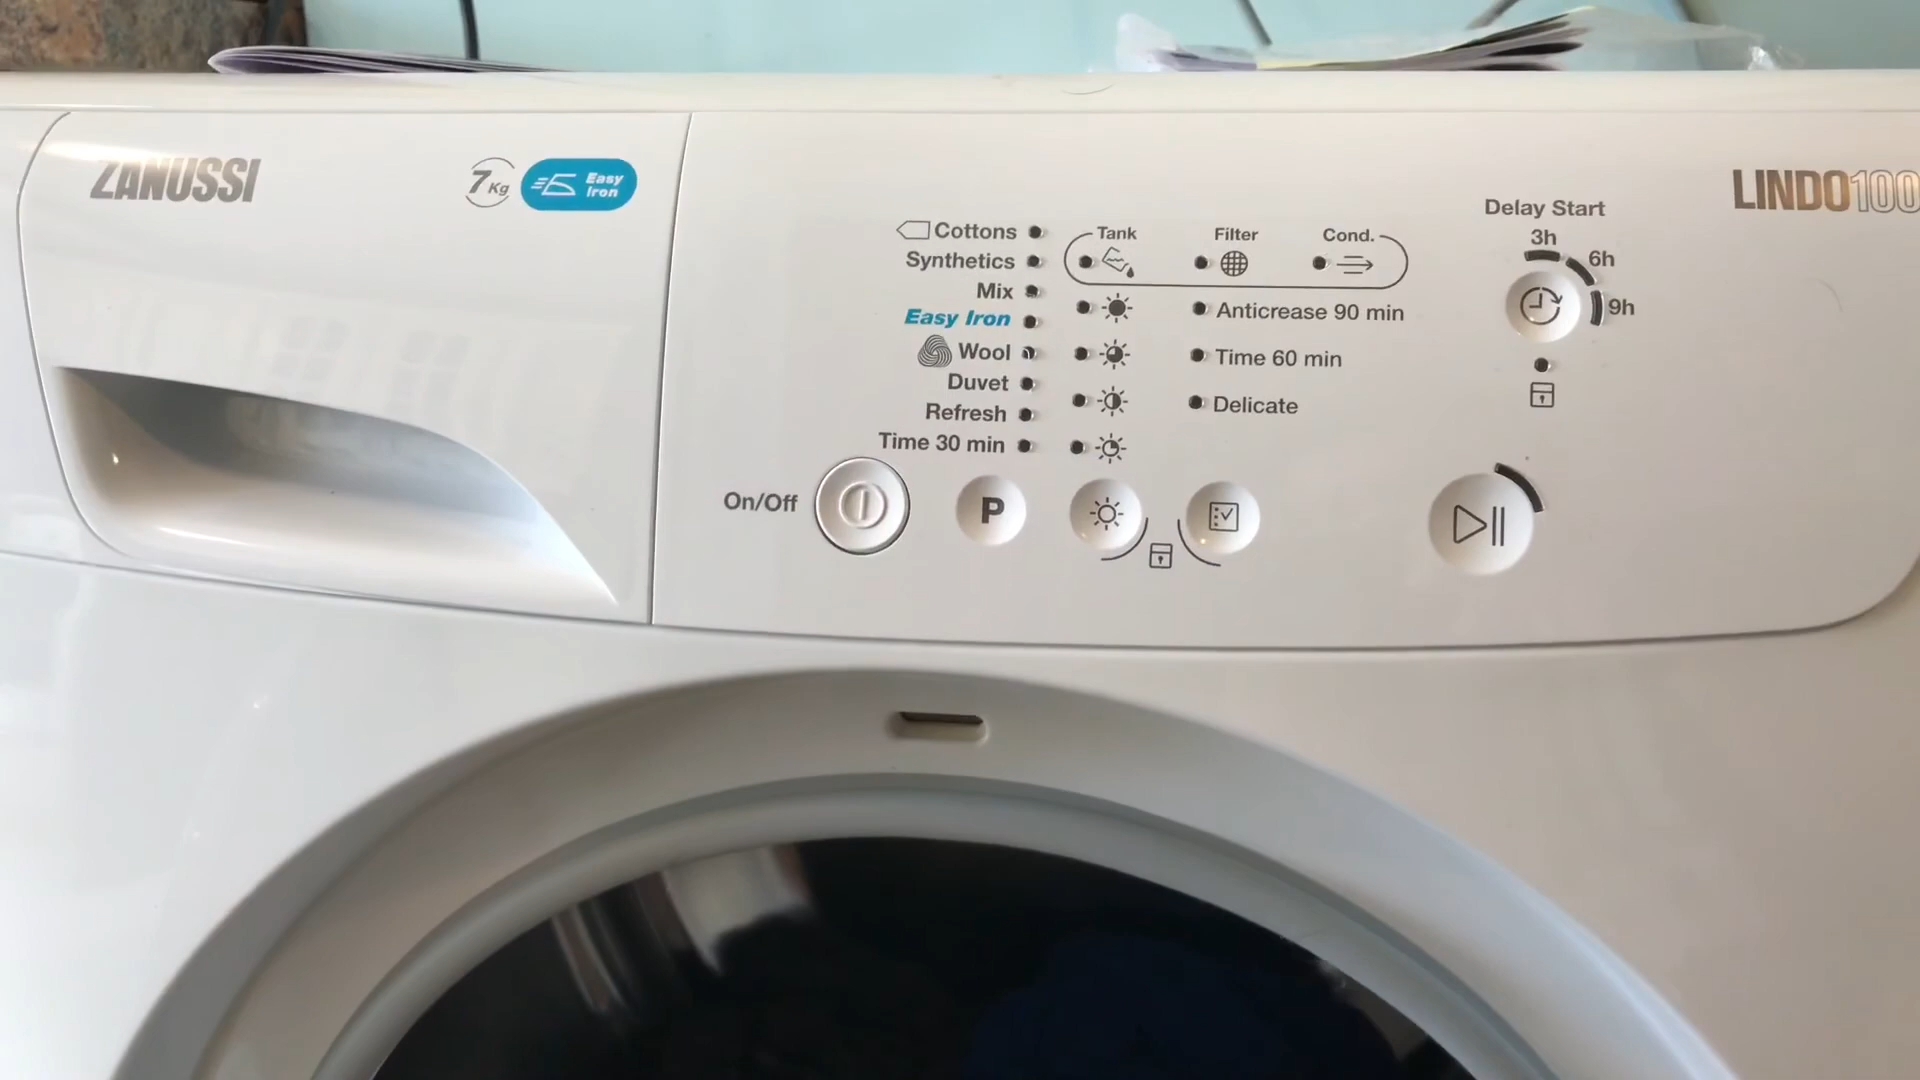 ZANUSSI
7Kg
Easy
Iron
LINDO100
Cottons
Synthetics
Mix
Easy Iron
Wool
Duvet
Refresh
Time 30 min
Tank
Filter
Cond.
Anticrease 90 min
Time 60 min
Delicate
Delay Start
3h
6h
9h
On/Off
P